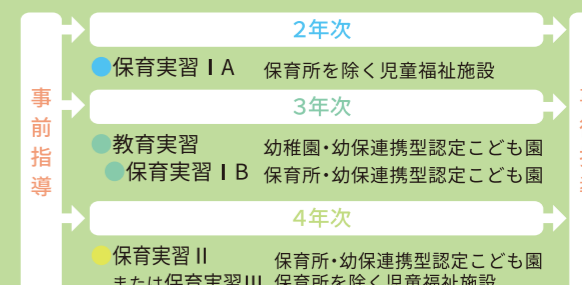 事前指導
2年次
保育実習ⅠA 保育所を除く児童福祉施設
3年次
教育実習 幼稚園・幼保連携型認定こども園
保育実習ⅠB 保育所・幼保連携型認定こども園
4年次
保育実習Ⅱ 保育所・幼保連携型認定こども園
または保育実習Ⅲ 保育所を除く児童福祉施設